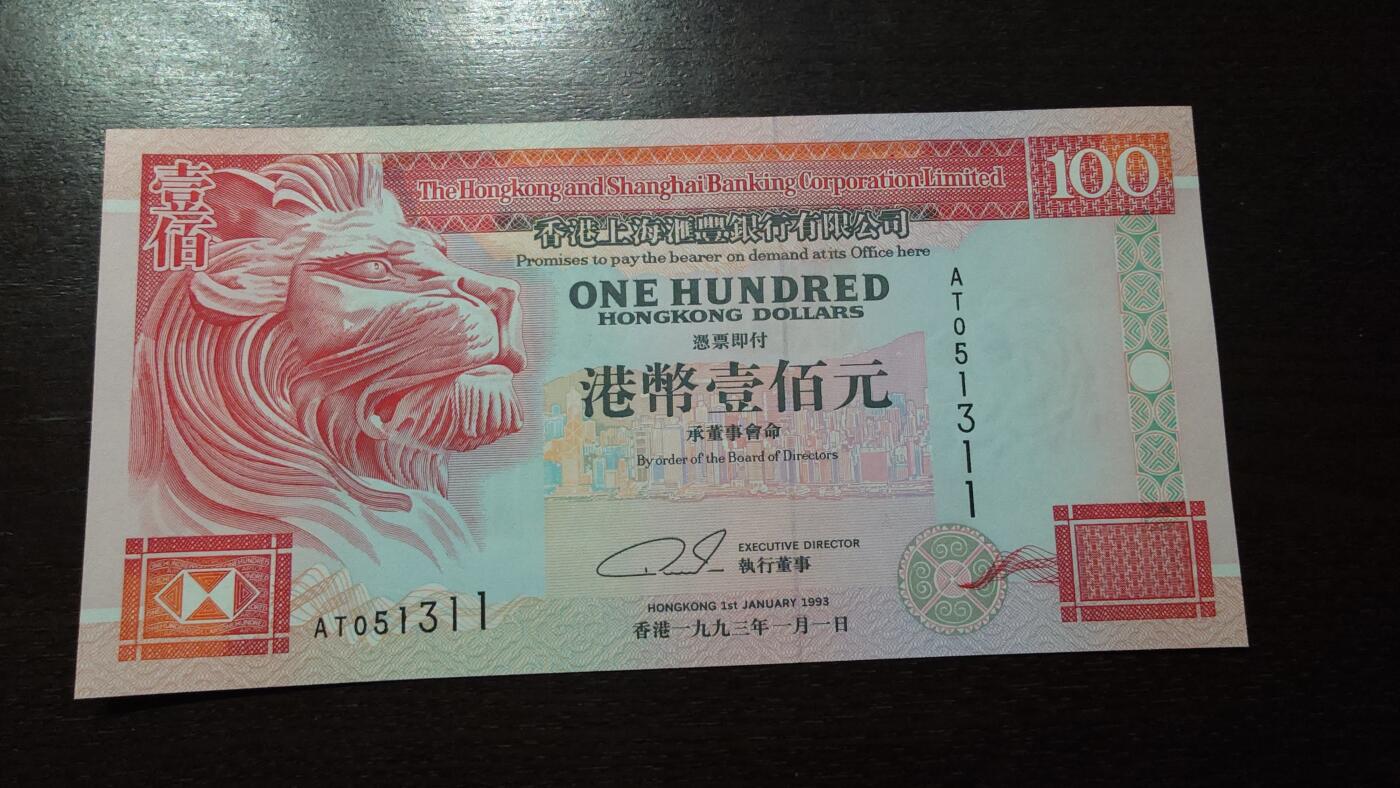 壹佰
The Hongkong and Shanghai Banking Corporation Limited
100
香港上海滙豐銀行有限公司
Promises to pay the bearer on demand at its Office here
ONE HUNDRED
HONGKONG DOLLARS
憑票即付
港幣壹佰元
承董事會命
By order of the Board of Directors
AT051311
EXECUTIVE DIRECTOR
執行董事
HONGKONG 1st JANUARY 1993
香港一九九三年一月一日
AT051311